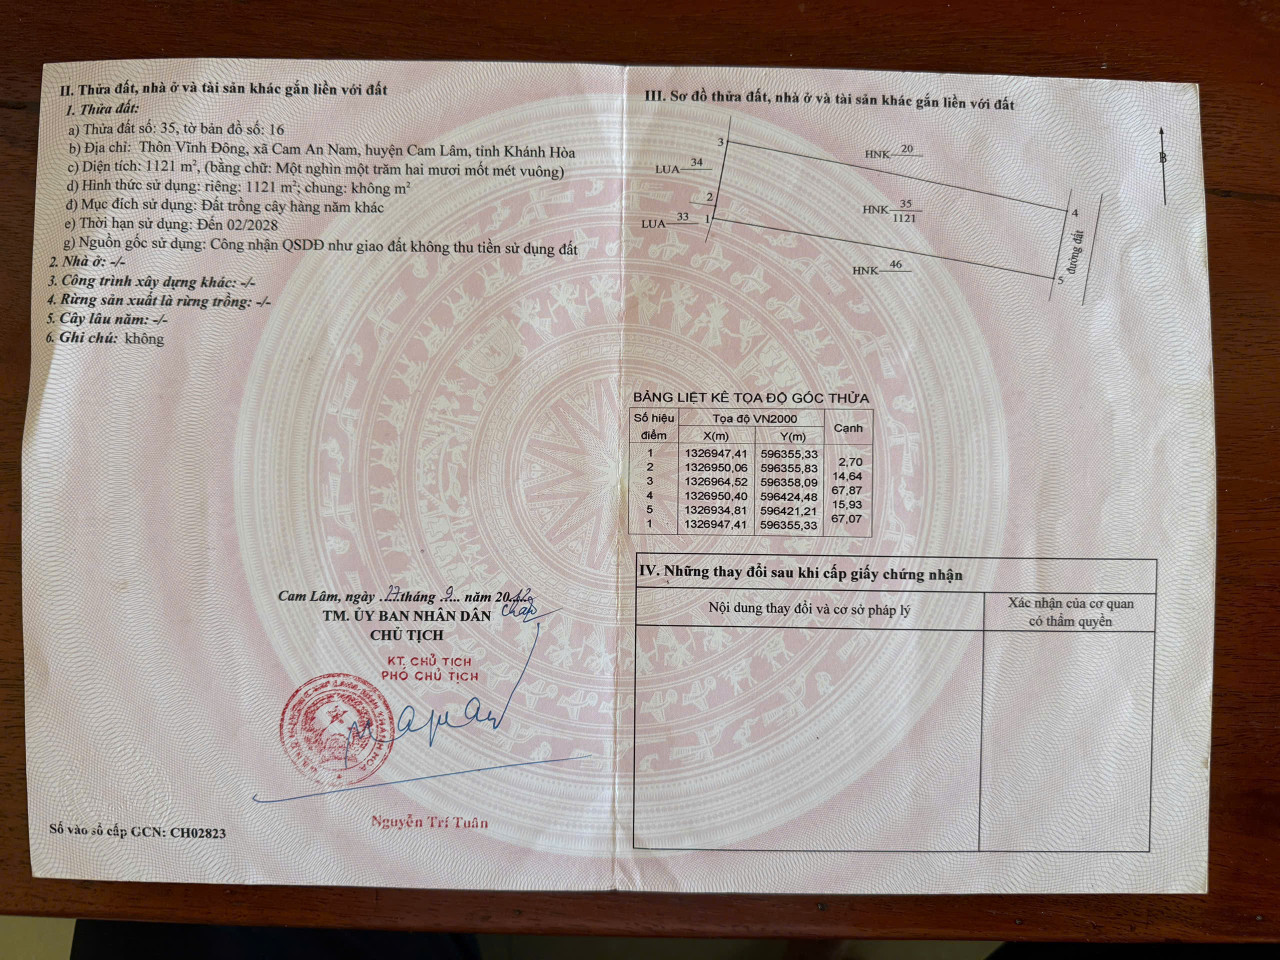 II. Thửa đất, nhà ở và tài sản khác gắn liền với đất
1. Thửa đất:
a) Thửa đất số: 35, tờ bản đồ số: 16
b) Địa chỉ: Thôn Vĩnh Đông, xã Cam An Nam, huyện Cam Lâm, tỉnh Khánh Hòa
c) Diện tích: 1121 m², (bằng chữ: Một nghìn một trăm hai mươi mốt mét vuông)
d) Hình thức sử dụng: riêng: 1121 m²; chung: không m²
đ) Mục đích sử dụng: Đất trồng cây hàng năm khác
e) Thời hạn sử dụng: Đến 02/2028
g) Nguồn gốc sử dụng: Công nhận QSDĐ như giao đất không thu tiền sử dụng đất
2. Nhà ở: -/-
3. Công trình xây dựng khác: -/-
4. Rừng sản xuất là rừng trồng: -/-
5. Cây lâu năm: -/-
6. Ghi chú: không
Cam Lâm, ngày 27 tháng 9 năm 20
TM. ỦY BAN NHÂN DÂN
CHỦ TỊCH
KT. CHỦ TỊCH
PHÓ CHỦ TỊCH
Nguyễn Trí Tuân
Số vào sổ cấp GCN: CH02823
III. Sơ đồ thửa đất, nhà ở và tài sản khác gắn liền với đất
3
HNK 20
B
LUA 34
2
HNK 35
1121
4
LUA 33
1
đường đất
HNK 46
5
BẢNG LIỆT KÊ TỌA ĐỘ GÓC THỬA
Số hiệu điểm Tọa độ VN2000 Cạnh
X(m) Y(m)
1 1326947,41 596355,33
2,70
2 1326950,06 596355,83
14,64
3 1326964,52 596358,09
67,87
4 1326950,40 596424,48
15,93
5 1326934,81 596421,21
67,07
1 1326947,41 596355,33
IV. Những thay đổi sau khi cấp giấy chứng nhận
Nội dung thay đổi và cơ sở pháp lý
Xác nhận của cơ quan
có thẩm quyền